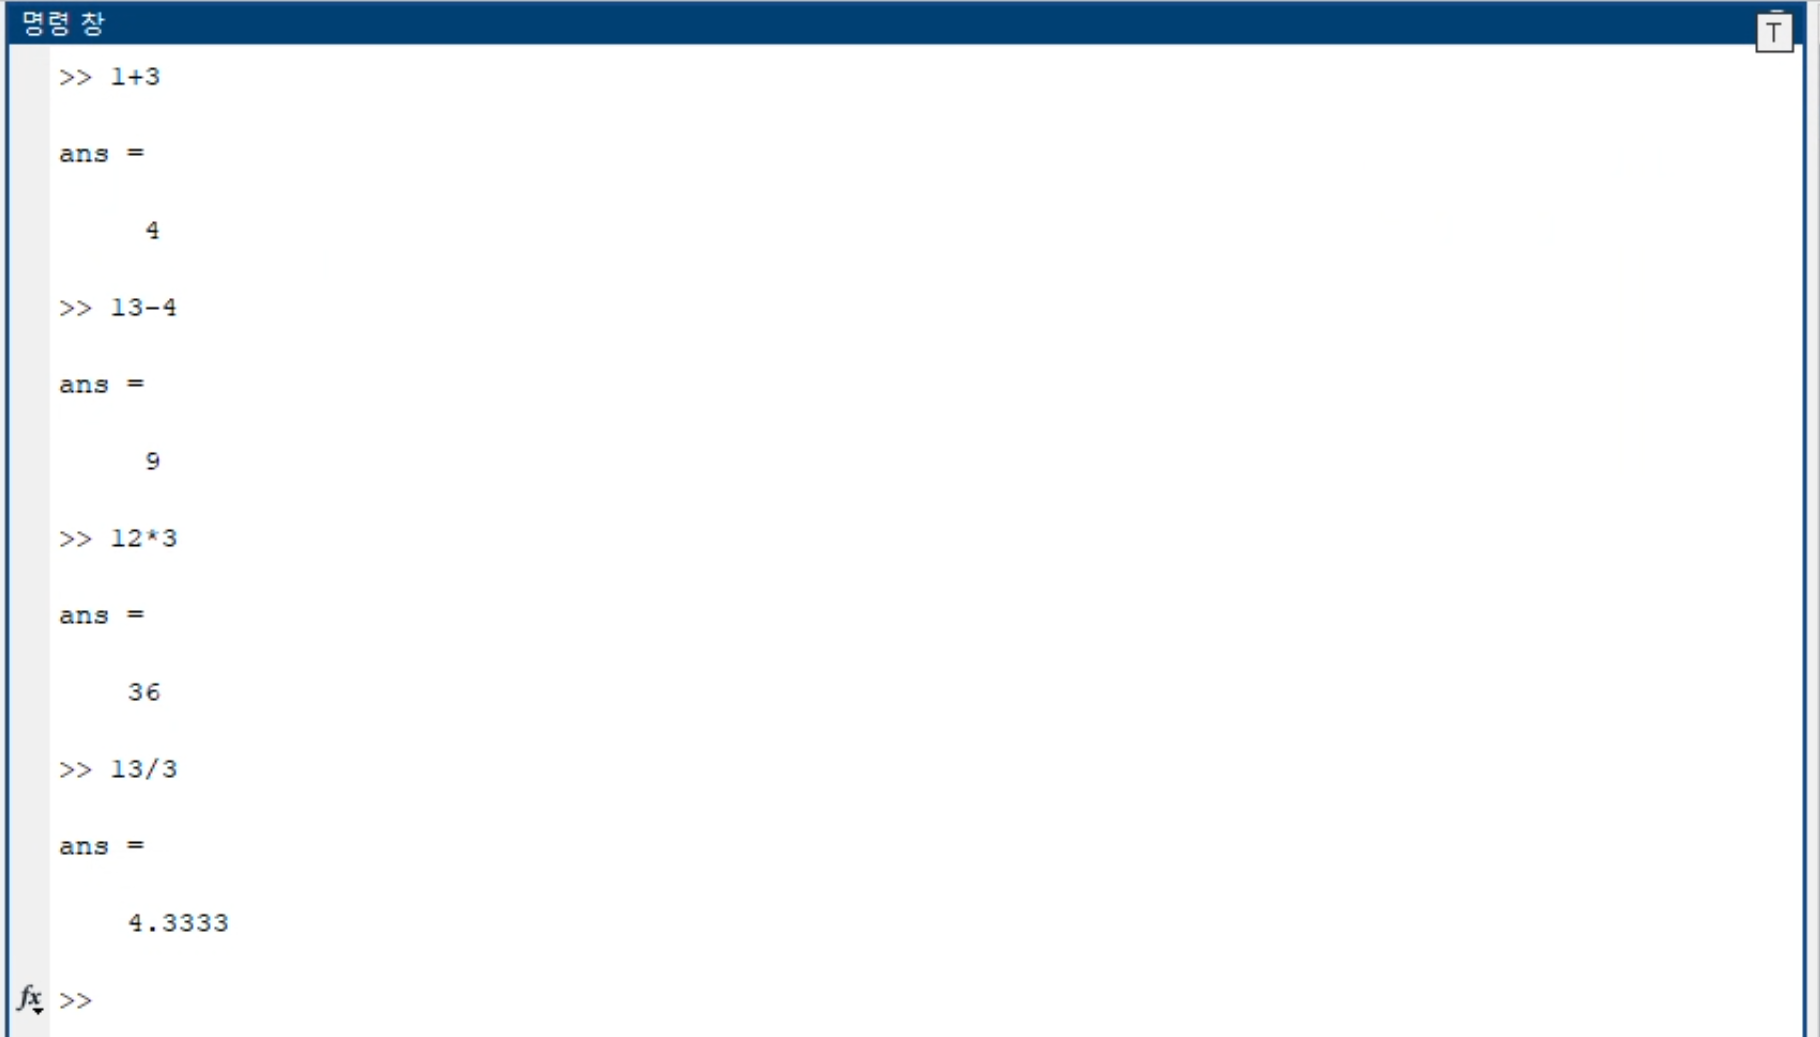 명령 창
T
>> 1+3
ans =
4
>> 13-4
ans =
9
>> 12*3
ans =
36
>> 13/3
ans =
4.3333
fx >>